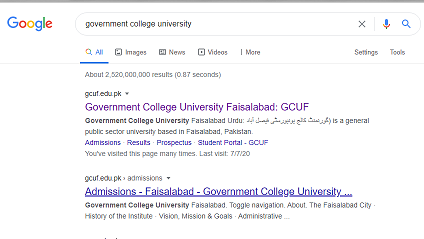 Google
government college university
All
Images
News
Videos
More
Settings
Tools
About 2,520,000,000 results (0.87 seconds)
gcuf.edu.pk
Government College University Faisalabad: GCUF
Government College University Faisalabad Urdu: گورنمنٹ کالج یونیورسٹی فیصل آباد) is a general
public sector university based in Faisalabad, Pakistan.
Admissions · Results · Prospectus · Student Portal - GCUF
You've visited this page many times. Last visit: 7/7/20
gcuf.edu.pk › admissions
Admissions - Faisalabad - Government College University ...
Government College University Faisalabad. Toggle navigation. About. The Faisalabad City ·
History of the Institute · Vision, Mission & Goals · Administrative ...